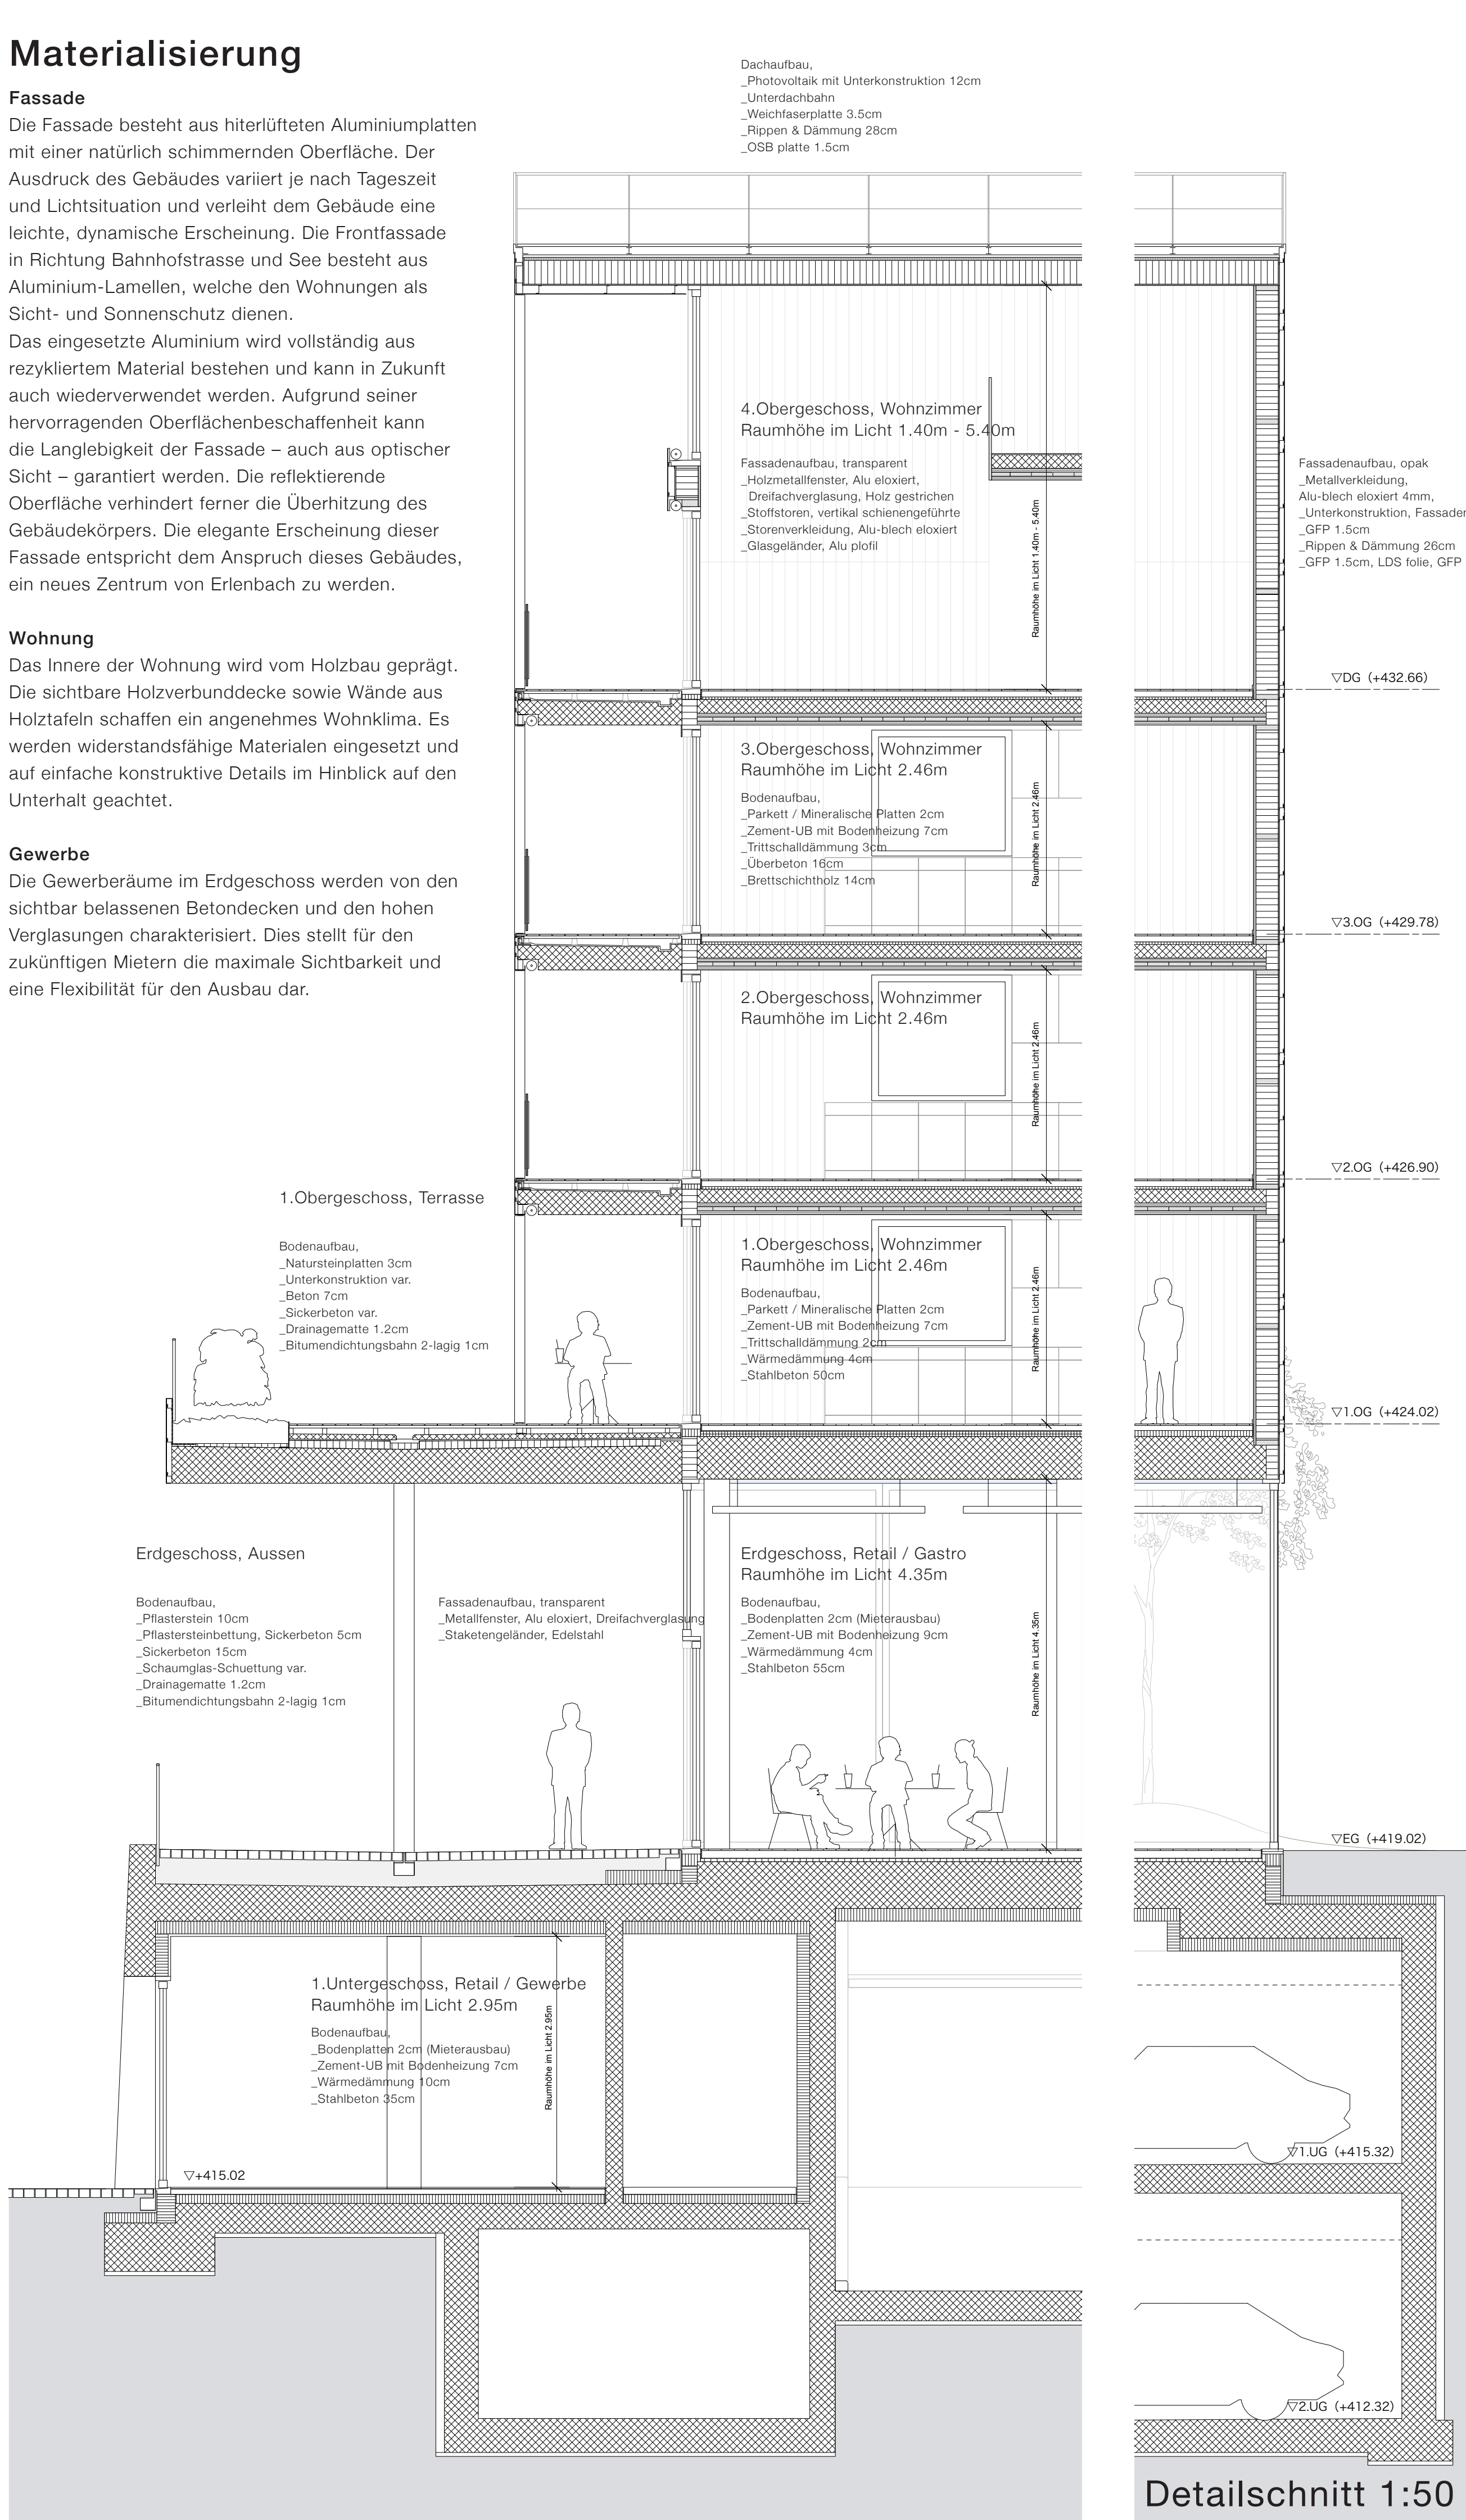 Materialisierung
Fassade
Die Fassade besteht aus hiterlüfteten Aluminiumplatten
mit einer natürlich schimmernden Oberfläche. Der
Ausdruck des Gebäudes variiert je nach Tageszeit
und Lichtsituation und verleiht dem Gebäude eine
leichte, dynamische Erscheinung. Die Frontfassade
in Richtung Bahnhofstrasse und See besteht aus
Aluminium-Lamellen, welche den Wohnungen als
Sicht- und Sonnenschutz dienen.
Das eingesetzte Aluminium wird vollständig aus
rezykliertem Material bestehen und kann in Zukunft
auch wiederverwendet werden. Aufgrund seiner
hervorragenden Oberflächenbeschaffenheit kann
die Langlebigkeit der Fassade – auch aus optischer
Sicht – garantiert werden. Die reflektierende
Oberfläche verhindert ferner die Überhitzung des
Gebäudekörpers. Die elegante Erscheinung dieser
Fassade entspricht dem Anspruch dieses Gebäudes,
ein neues Zentrum von Erlenbach zu werden.
Wohnung
Das Innere der Wohnung wird vom Holzbau geprägt.
Die sichtbare Holzverbunddecke sowie Wände aus
Holztafeln schaffen ein angenehmes Wohnklima. Es
werden widerstandsfähige Materialen eingesetzt und
auf einfache konstruktive Details im Hinblick auf den
Unterhalt geachtet.
Gewerbe
Die Gewerberäume im Erdgeschoss werden von den
sichtbar belassenen Betondecken und den hohen
Verglasungen charakterisiert. Dies stellt für den
zukünftigen Mietern die maximale Sichtbarkeit und
eine Flexibilität für den Ausbau dar.
Dachaufbau,
_Photovoltaik mit Unterkonstruktion 12cm
_Unterdachbahn
_Weichfaserplatte 3.5cm
_Rippen & Dämmung 28cm
_OSB platte 1.5cm
4.Obergeschoss, Wohnzimmer
Raumhöhe im Licht 1.40m - 5.40m
Fassadenaufbau, transparent
_Holzmetallfenster, Alu eloxiert,
Dreifachverglasung, Holz gestrichen
_Stoffstoren, vertikal schienengeführte
_Storenverkleidung, Alu-blech eloxiert
_Glasgeländer, Alu plofil
Raumhöhe im Licht 1.40m - 5.40m
Fassadenaufbau, opak
_Metallverkleidung,
Alu-blech eloxiert 4mm,
_Unterkonstruktion, Fassaden
_GFP 1.5cm
_Rippen & Dämmung 26cm
_GFP 1.5cm, LDS folie, GFP
▽DG (+432.66)
3.Obergeschoss, Wohnzimmer
Raumhöhe im Licht 2.46m
Bodenaufbau,
_Parkett / Mineralische Platten 2cm
_Zement-UB mit Bodenheizung 7cm
_Trittschalldämmung 3cm
_Überbeton 16cm
_Brettschichtholz 14cm
Raumhöhe im Licht 2.46m
▽3.OG (+429.78)
2.Obergeschoss, Wohnzimmer
Raumhöhe im Licht 2.46m
Raumhöhe im Licht 2.46m
▽2.OG (+426.90)
1.Obergeschoss, Terrasse
Bodenaufbau,
_Natursteinplatten 3cm
_Unterkonstruktion var.
_Beton 7cm
_Sickerbeton var.
_Drainagematte 1.2cm
_Bitumendichtungsbahn 2-lagig 1cm
1.Obergeschoss, Wohnzimmer
Raumhöhe im Licht 2.46m
Bodenaufbau,
_Parkett / Mineralische Platten 2cm
_Zement-UB mit Bodenheizung 7cm
_Trittschalldämmung 2cm
_Wärmedämmung 4cm
_Stahlbeton 50cm
Raumhöhe im Licht 2.46m
▽1.OG (+424.02)
Erdgeschoss, Aussen
Bodenaufbau,
_Pflasterstein 10cm
_Pflastersteinbettung, Sickerbeton 5cm
_Sickerbeton 15cm
_Schaumglas-Schuettung var.
_Drainagematte 1.2cm
_Bitumendichtungsbahn 2-lagig 1cm
Fassadenaufbau, transparent
_Metallfenster, Alu eloxiert, Dreifachverglasung
_Staketengeländer, Edelstahl
Erdgeschoss, Retail / Gastro
Raumhöhe im Licht 4.35m
Bodenaufbau,
_Bodenplatten 2cm (Mieterausbau)
_Zement-UB mit Bodenheizung 9cm
_Wärmedämmung 4cm
_Stahlbeton 55cm
Raumhöhe im Licht 4.35m
▽EG (+419.02)
1.Untergeschoss, Retail / Gewerbe
Raumhöhe im Licht 2.95m
Bodenaufbau,
_Bodenplatten 2cm (Mieterausbau)
_Zement-UB mit Bodenheizung 7cm
_Wärmedämmung 10cm
_Stahlbeton 35cm
Raumhöhe im Licht 2.95m
▽+415.02
▽1.UG (+415.32)
▽2.UG (+412.32)
Detailschnitt 1:50